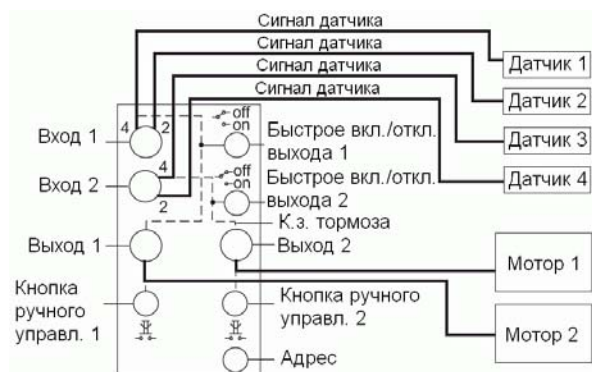 Сигнал датчика
Сигнал датчика
Сигнал датчика
Сигнал датчика
Датчик 1
Датчик 2
Датчик 3
Датчик 4
4 2
Вход 1
off
on
Быстрое вкл./откл.
выхода 1
4
Вход 2
2
off
on
Быстрое вкл./откл.
выхода 2
К.з. тормоза
Выход 1
Выход 2
Мотор 1
Кнопка
ручного
управл. 1
Кнопка ручного
управл. 2
Мотор 2
Адрес